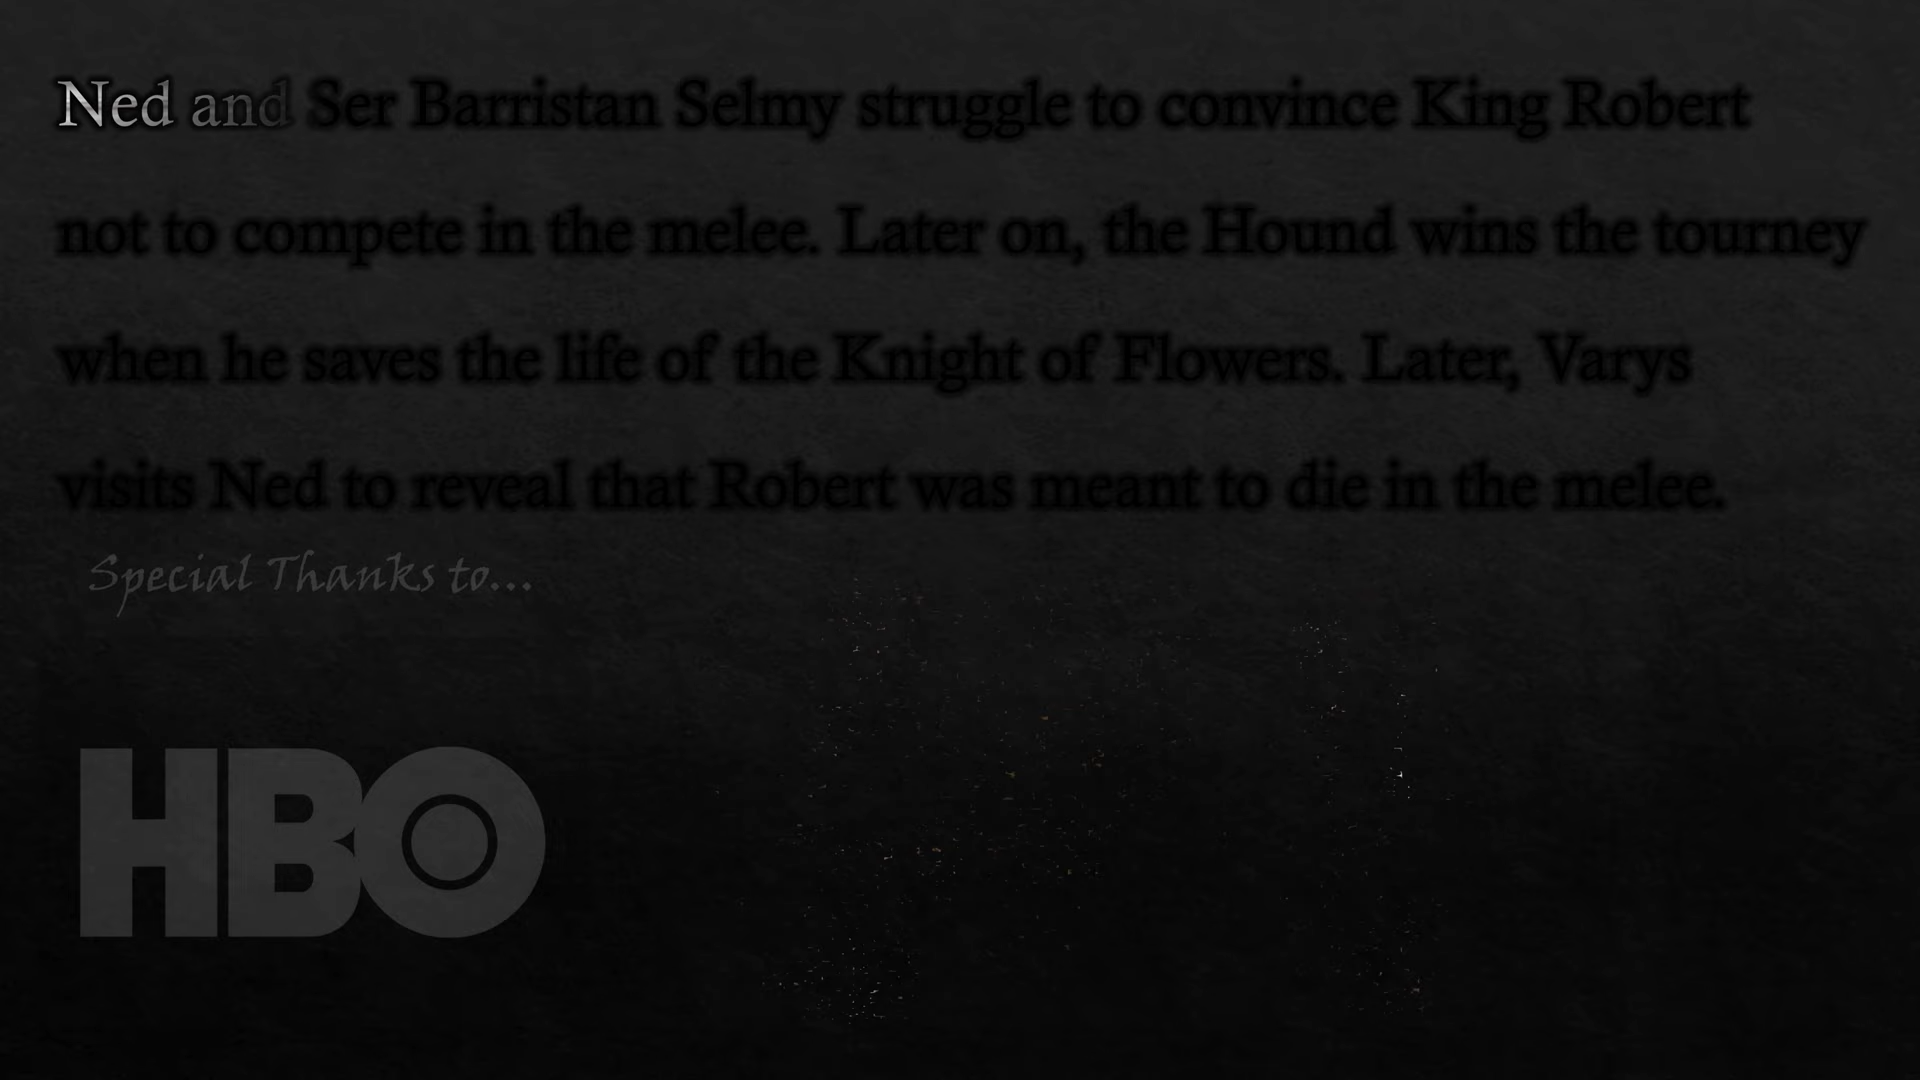 Ned and Ser Barristan Selmy struggle to convince King Robert
not to compete in the melee. Later on, the Hound wins the tourney
when he saves the life of the Knight of Flowers. Later, Varys
visits Ned to reveal that Robert was meant to die in the melee.
Special Thanks to...
HBO